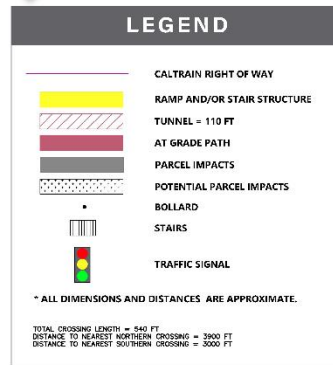 LEGEND
CALTRAIN RIGHT OF WAY
RAMP AND/OR STAIR STRUCTURE
TUNNEL = 110 FT
AT GRADE PATH
PARCEL IMPACTS
POTENTIAL PARCEL IMPACTS
BOLLARD
STAIRS
TRAFFIC SIGNAL
* ALL DIMENSIONS AND DISTANCES ARE APPROXIMATE.
TOTAL CROSSING LENGTH = 540 FT
DISTANCE TO NEAREST NORTHERN CROSSING = 3900 FT
DISTANCE TO NEAREST SOUTHERN CROSSING = 3000 FT